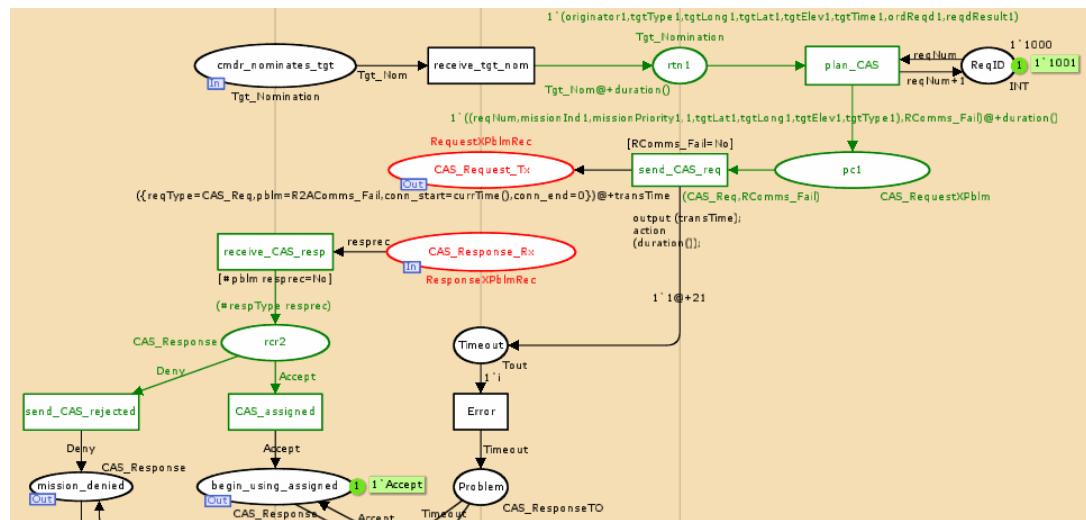 1`(originator1,tgtType1,tgtLong1,tgtLat1,tgtElev1,tgtTime1,ordReqd1,reqdResult1)
Tgt_Nomination
cmdr_nominates_tgt
In
Tgt_Nomination
Tgt_Nom
receive_tgt_nom
Tgt_Nom@+duration()
rtn1
plan_CAS
reqNum
reqNum+1
1`1000
ReqID
1
1`1001
INT
1`((reqNum,missionInd1,missionPriority1,1,tgtLat1,tgtLong1,tgtElev1,tgtType1),RComms_Fail)@+duration()
RequestXPblmRec
[RComms_Fail=No]
CAS_Request_Tx
Out
send_CAS_req
pc1
({reqType=CAS_Req,pblm=R2AComms_Fail,conn_start=currTime(),conn_end=0})@+transTime
(CAS_Req,RComms_Fail)
CAS_RequestXPblm
output (transTime);
action
(duration());
receive_CAS_resp
resprec
CAS_Response_Rx
In
[#pblm resprec=No]
ResponseXPblmRec
1`1@+21
(#respType resprec)
CAS_Response
rcr2
Timeout
Tout
Deny
Accept
1`i
send_CAS_rejected
CAS_assigned
Error
Deny
Accept
Timeout
CAS_Response
mission_denied
Out
begin_using_assigned
Out
1
1`Accept
Problem
CAS_Response
Accept
Timeout
CAS_ResponseTO